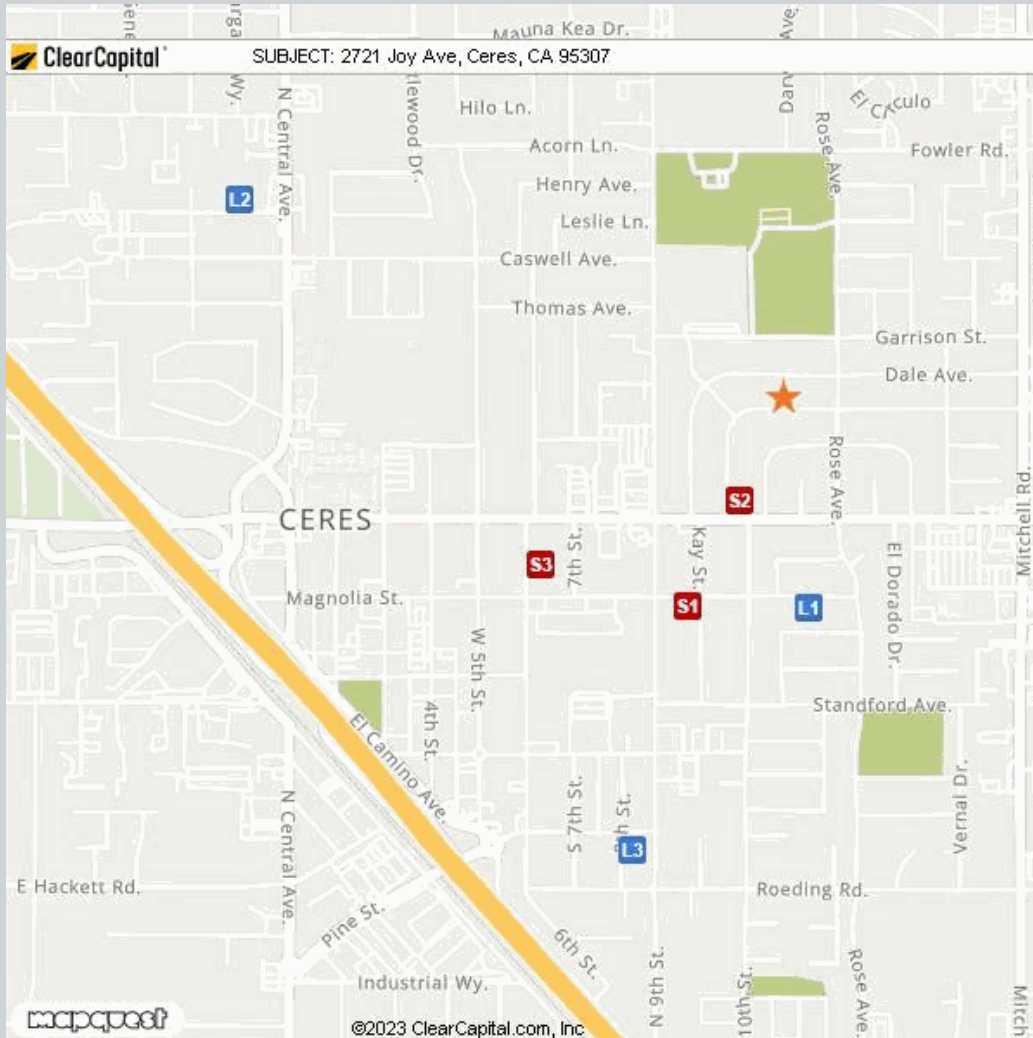 Mauna Kea Dr.
ClearCapital
SUBJECT: 2721 Joy Ave, Ceres, CA 95307
Wy.
N Central Ave.
tlewood Dr.
Hilo Ln.
Acorn Ln.
Henry Ave.
Leslie Ln.
Caswell Ave.
Thomas Ave.
Rose Ave.
Fowler Rd.
L2
Garrison St.
Dale Ave.
Rose Ave.
Mitchell Rd.
S2
CERES
S3
7th St.
Kay St.
El Dorado Dr.
Magnolia St.
S1
L1
W 5th St.
4th St.
Standford Ave.
El Camino Ave.
S 7th St.
L3
Vernal Dr.
N Central Ave.
E Hackett Rd.
Roeding Rd.
Pine St.
6th St.
Industrial Wy.
N 9th St.
10th St.
Rose Ave.
Mitch
mapquest
©2023 ClearCapital.com, Inc